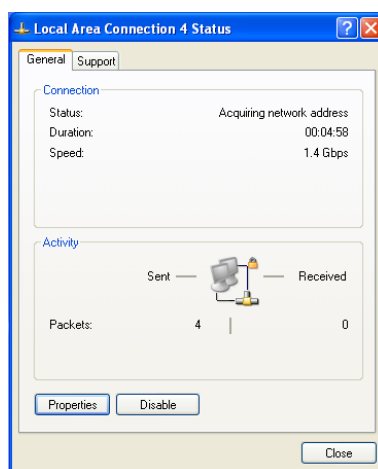 Local Area Connection 4 Status
General Support
Connection
Status: Acquiring network address
Duration: 00:04:58
Speed: 1.4 Gbps
Activity
Sent Received
Packets: 4 0
Properties Disable
Close